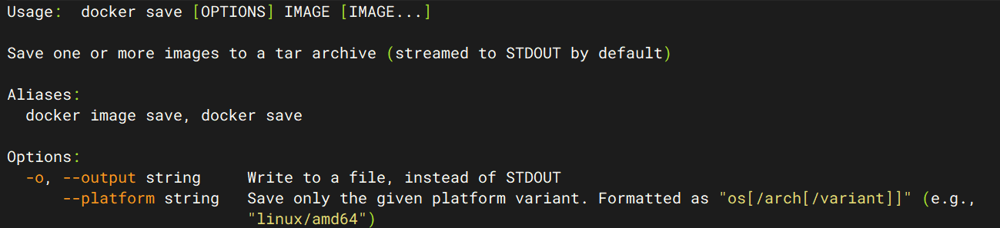 Usage:  docker save [OPTIONS] IMAGE [IMAGE...]
Save one or more images to a tar archive (streamed to STDOUT by default)
Aliases:
  docker image save, docker save
Options:
  -o, --output string     Write to a file, instead of STDOUT
      --platform string   Save only the given platform variant. Formatted as "os[/arch[/variant]]" (e.g.,
                          "linux/amd64")